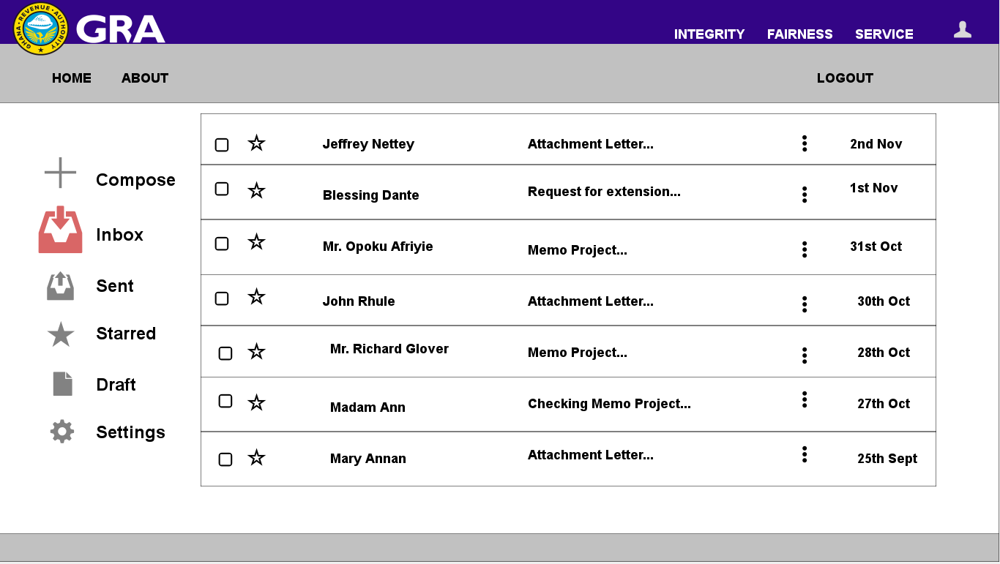 GHANA · REVENUE · AUTHORITY
GRA
INTEGRITY FAIRNESS SERVICE
HOME ABOUT LOGOUT
Compose
Inbox
Sent
Starred
Draft
Settings
Jeffrey Nettey Attachment Letter... 2nd Nov
Blessing Dante Request for extension... 1st Nov
Mr. Opoku Afriyie Memo Project... 31st Oct
John Rhule Attachment Letter... 30th Oct
Mr. Richard Glover Memo Project... 28th Oct
Madam Ann Checking Memo Project... 27th Oct
Mary Annan Attachment Letter... 25th Sept